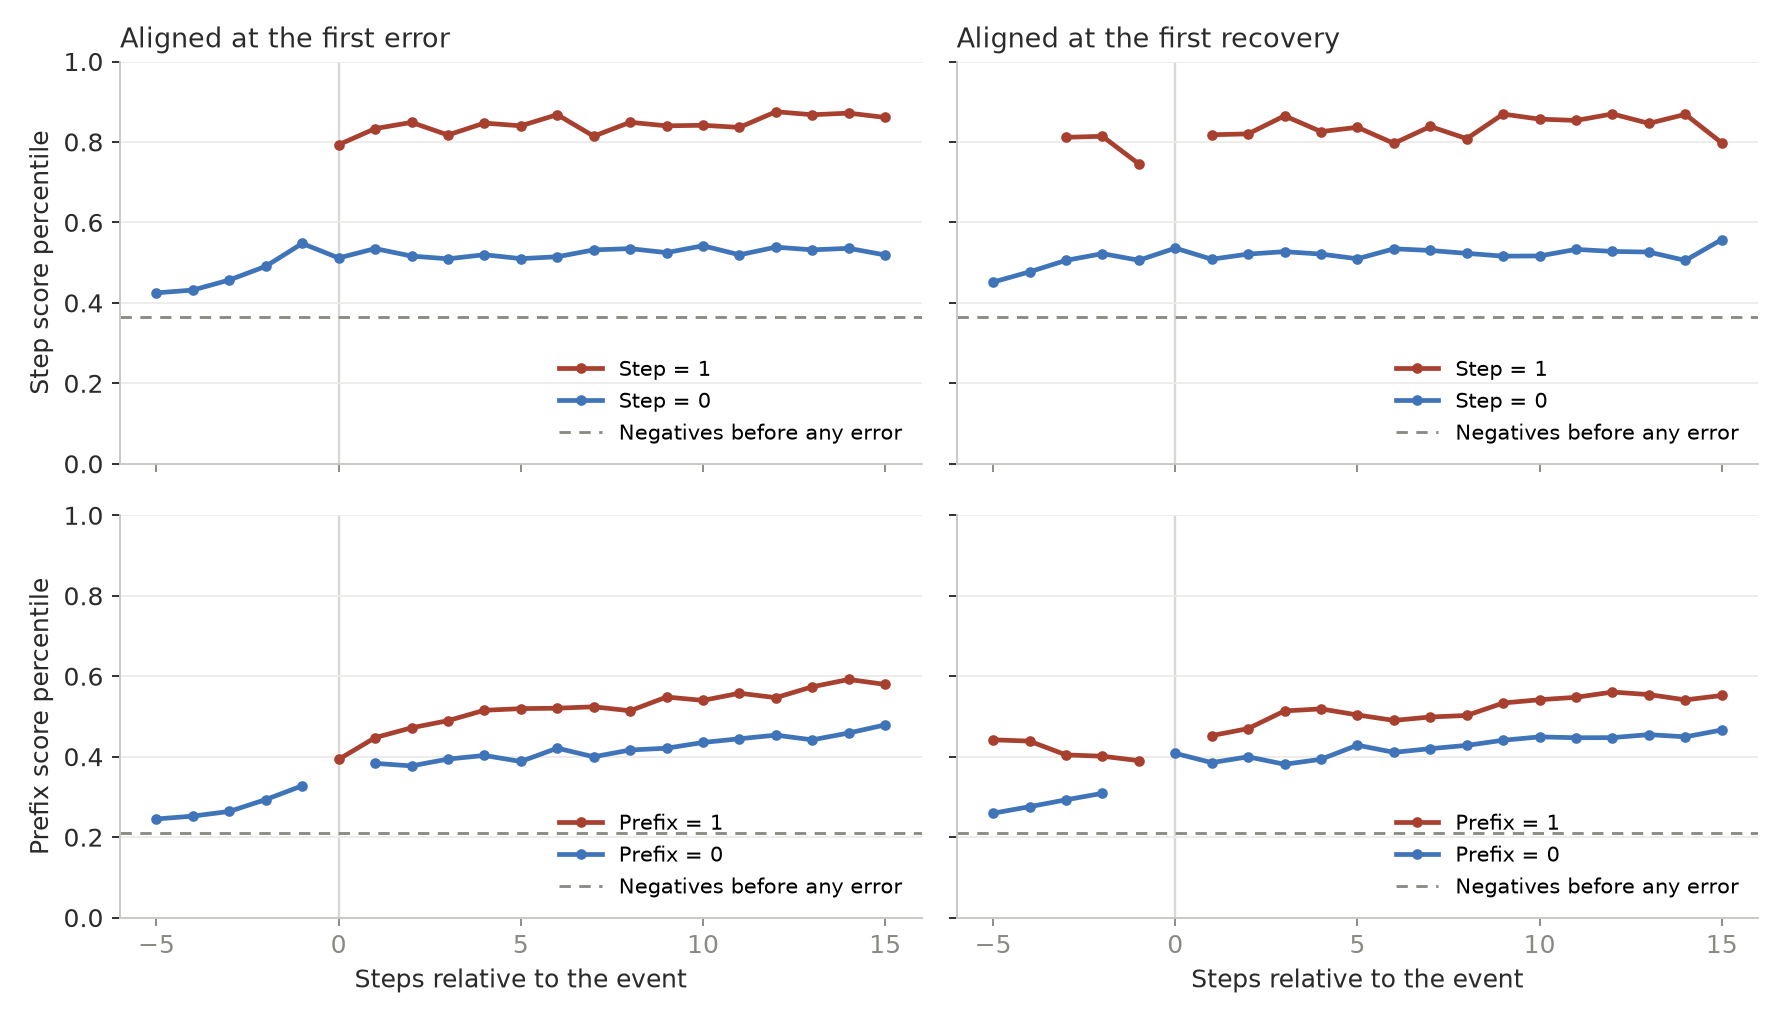 Aligned at the first error
Aligned at the first recovery
Step score percentile
1.0
0.8
0.6
0.4
0.2
0.0
Step = 1
Step = 0
Negatives before any error
Step = 1
Step = 0
Negatives before any error
Prefix score percentile
1.0
0.8
0.6
0.4
0.2
0.0
Prefix = 1
Prefix = 0
Negatives before any error
Prefix = 1
Prefix = 0
Negatives before any error
−5 0 5 10 15
−5 0 5 10 15
Steps relative to the event
Steps relative to the event